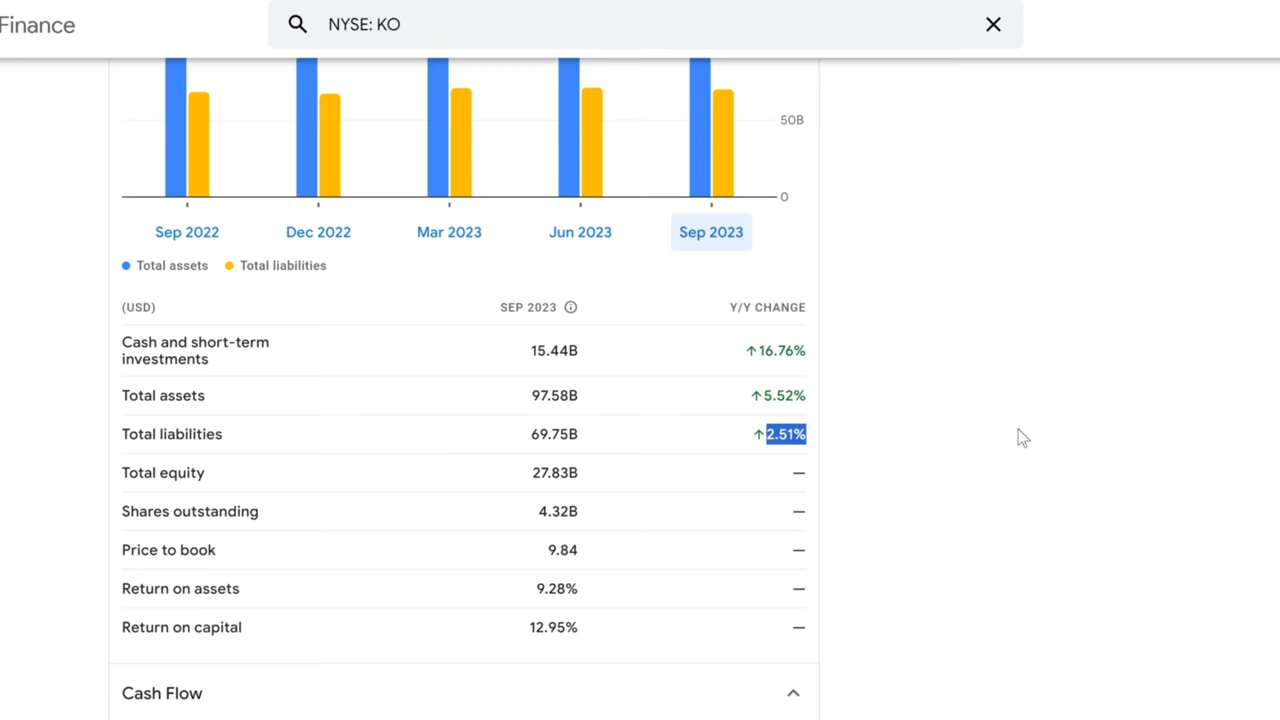 Finance
NYSE: KO
50B
0
Sep 2022 Dec 2022 Mar 2023 Jun 2023 Sep 2023
Total assets Total liabilities
(USD) SEP 2023 Y/Y CHANGE
Cash and short-term
investments 15.44B ↑16.76%
Total assets 97.58B ↑5.52%
Total liabilities 69.75B ↑2.51%
Total equity 27.83B —
Shares outstanding 4.32B —
Price to book 9.84 —
Return on assets 9.28% —
Return on capital 12.95% —
Cash Flow